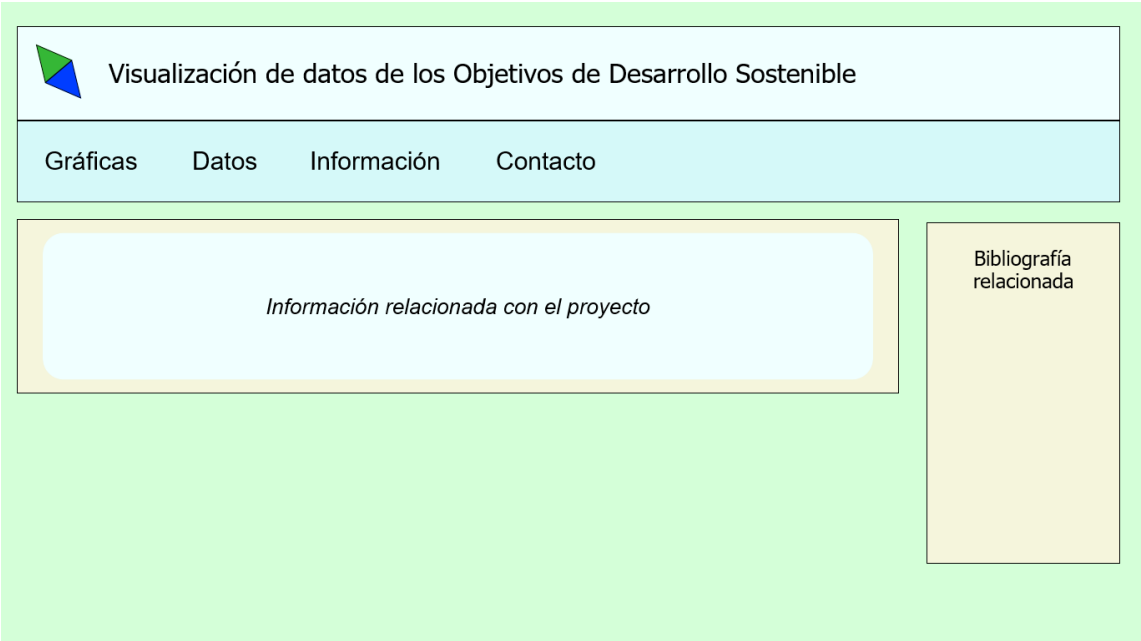 Visualización de datos de los Objetivos de Desarrollo Sostenible
Gráficas Datos Información Contacto
Información relacionada con el proyecto
Bibliografía
relacionada